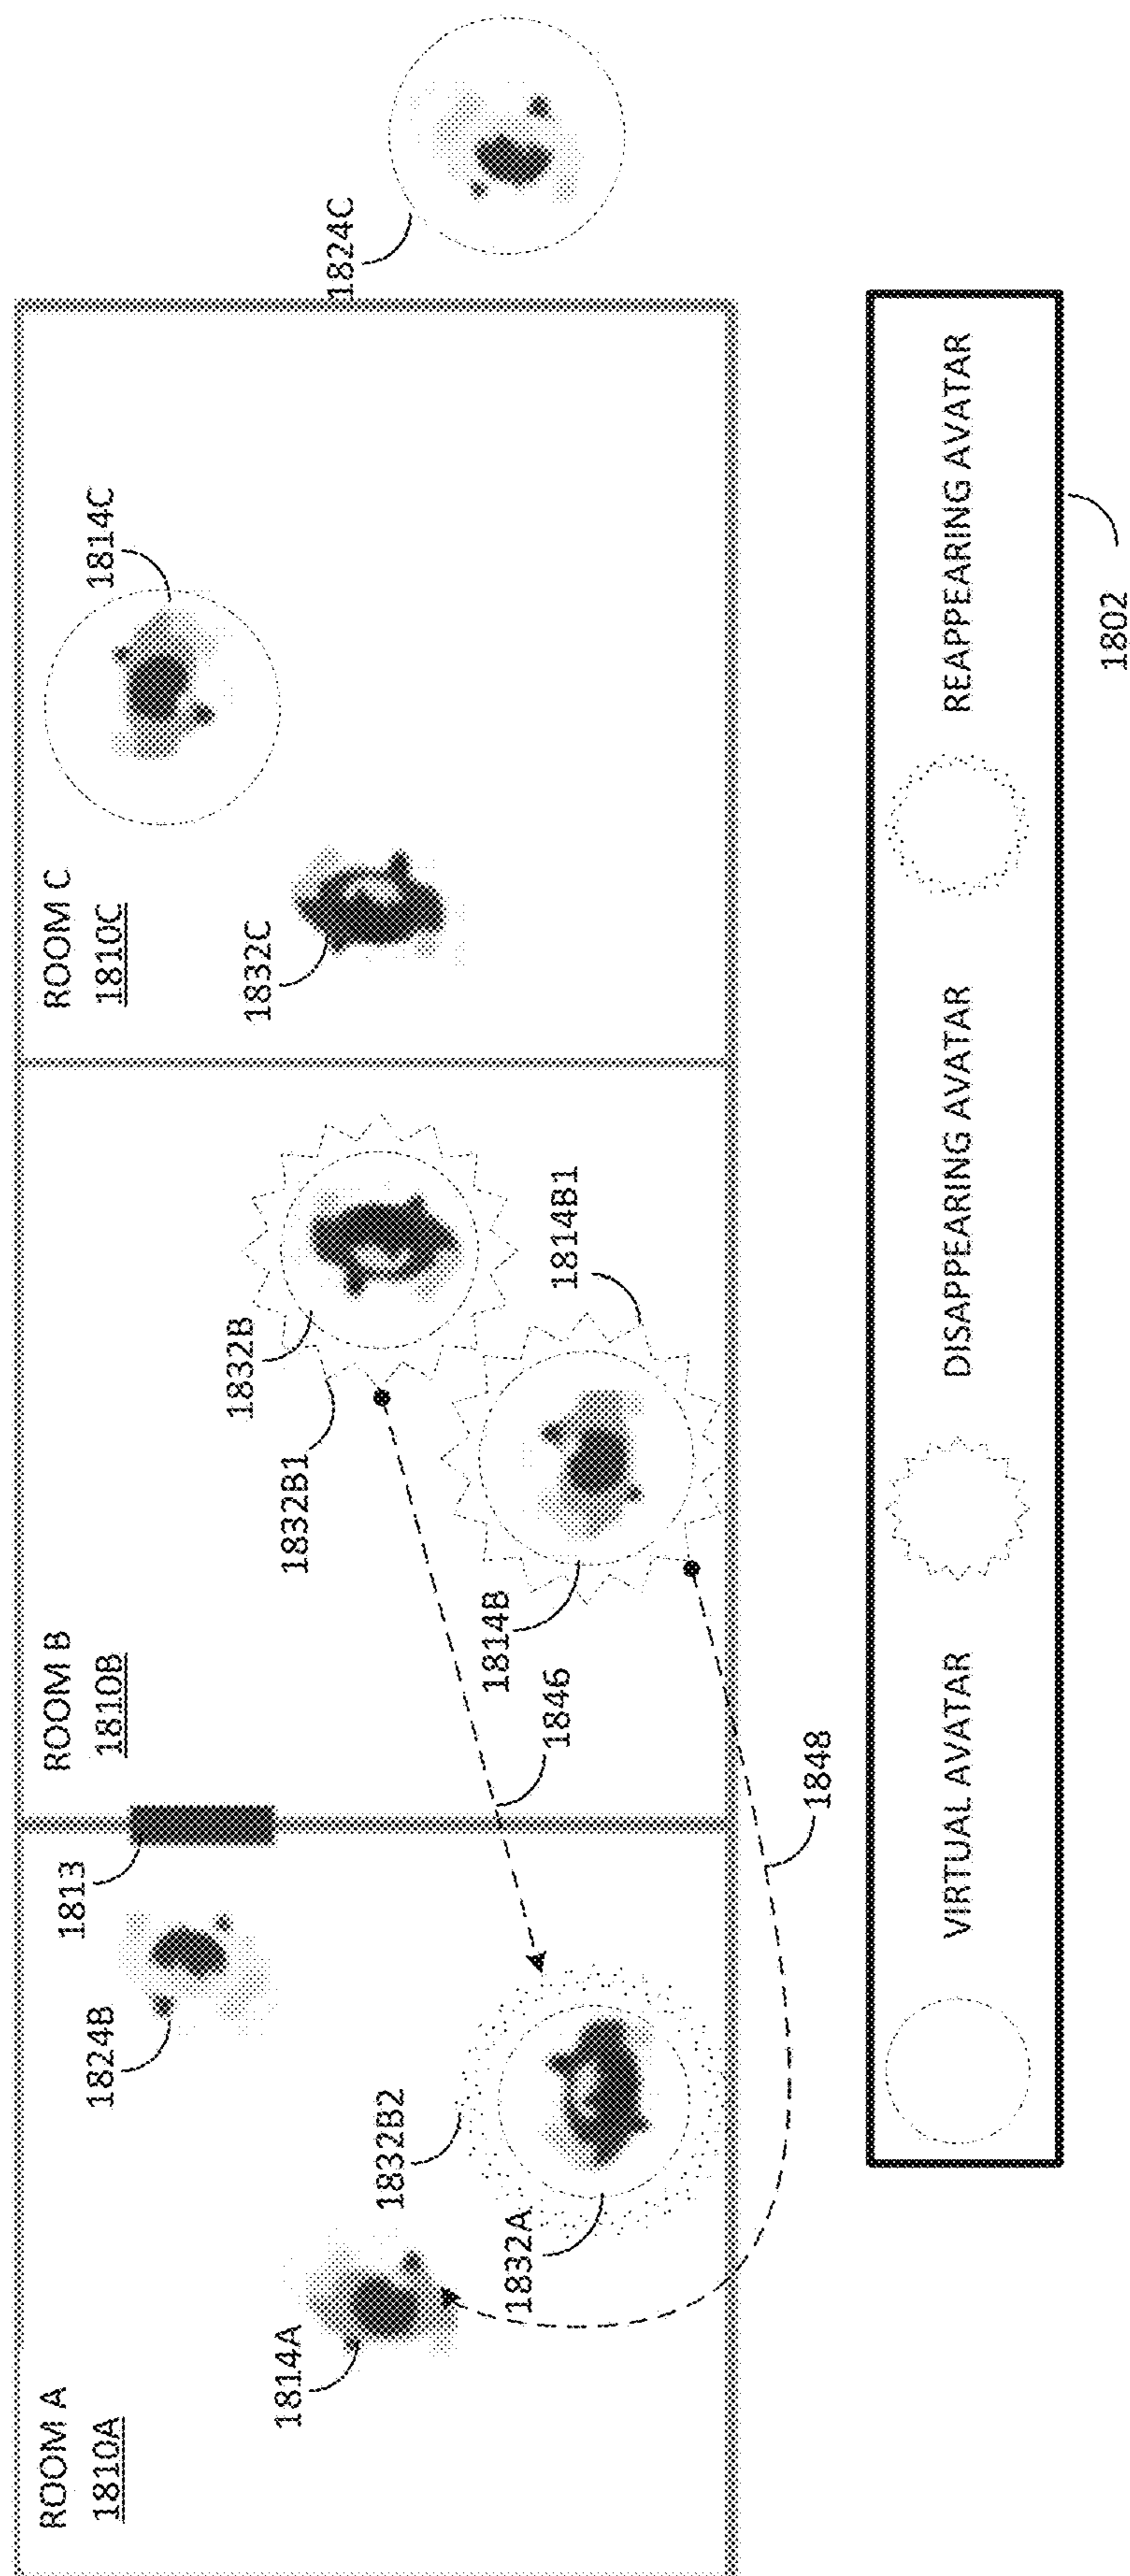 ROOM A
1810A
1814A
1832A
1832B2
1824B
1813
ROOM B
1810B
1846
1848
1814B
1814B1
1832B1
1832B
ROOM C
1810C
1832C
1814C
1824C
VIRTUAL AVATAR
DISAPPEARING AVATAR
REAPPEARING AVATAR
1802